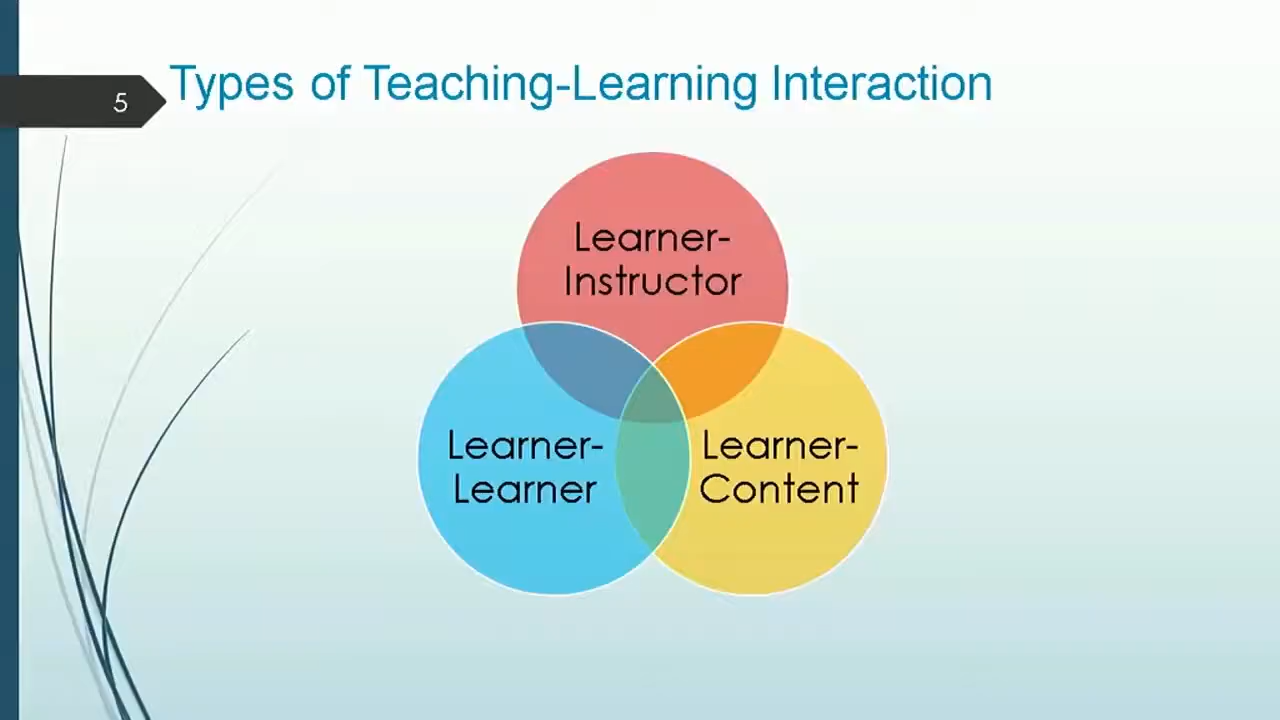 5
Types of Teaching-Learning Interaction
Learner-
Instructor
Learner-
Learner
Learner-
Content